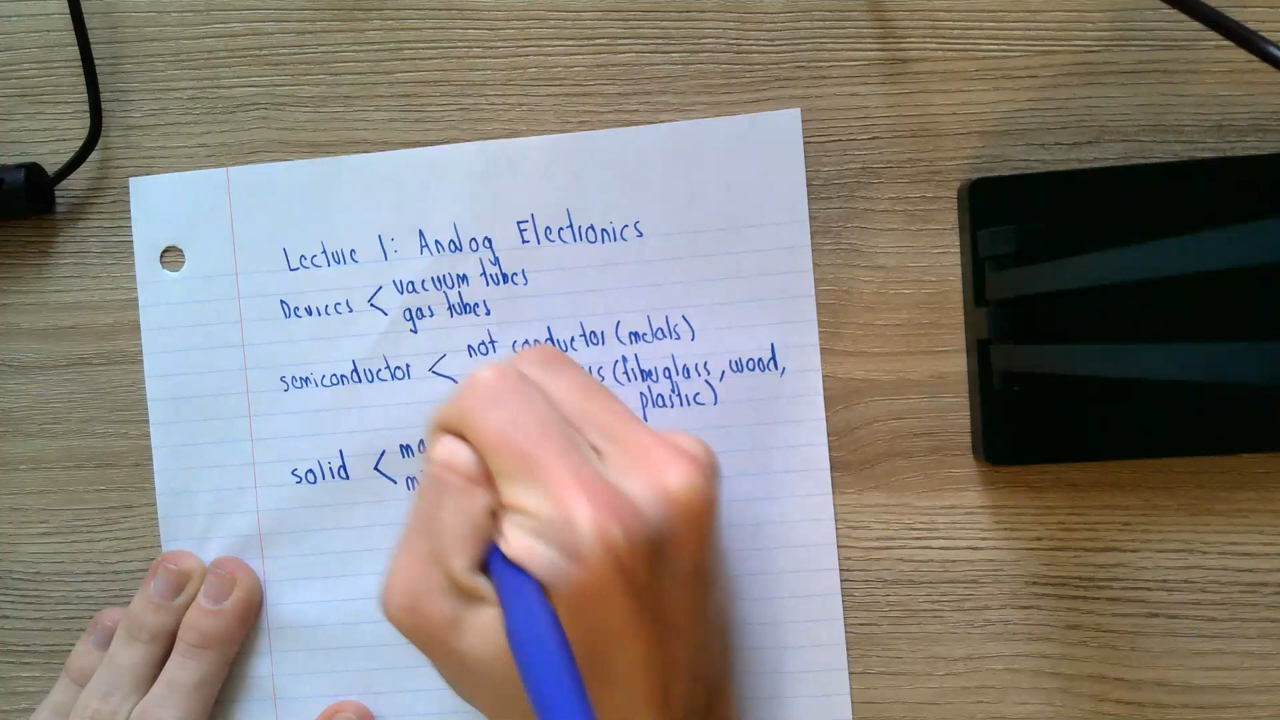 Lecture 1: Analog Electronics
Devices < vacuum tubes
gas tubes
semiconductor < not conductor (metals)
(fiberglass, wood,
plastic)
solid <